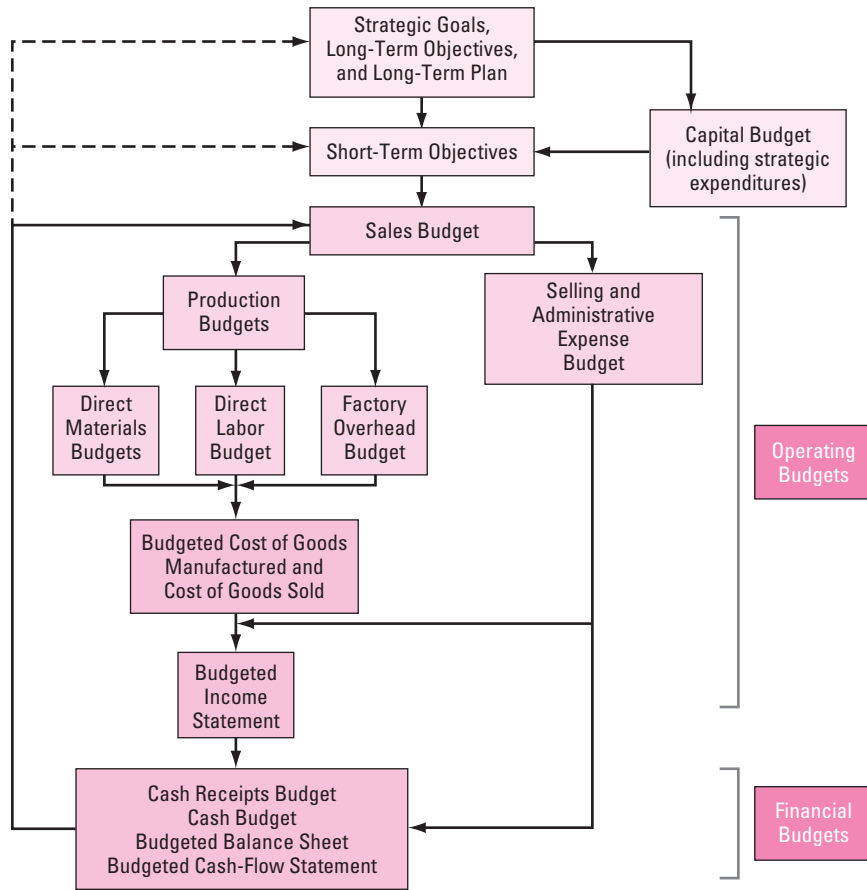 Strategic Goals,
Long-Term Objectives,
and Long-Term Plan
Capital Budget
(including strategic
expenditures)
Short-Term Objectives
Sales Budget
Production
Budgets
Selling and
Administrative
Expense
Budget
Direct
Materials
Budgets
Direct
Labor
Budget
Factory
Overhead
Budget
Operating
Budgets
Budgeted Cost of Goods
Manufactured and
Cost of Goods Sold
Budgeted
Income
Statement
Cash Receipts Budget
Cash Budget
Budgeted Balance Sheet
Budgeted Cash-Flow Statement
Financial
Budgets